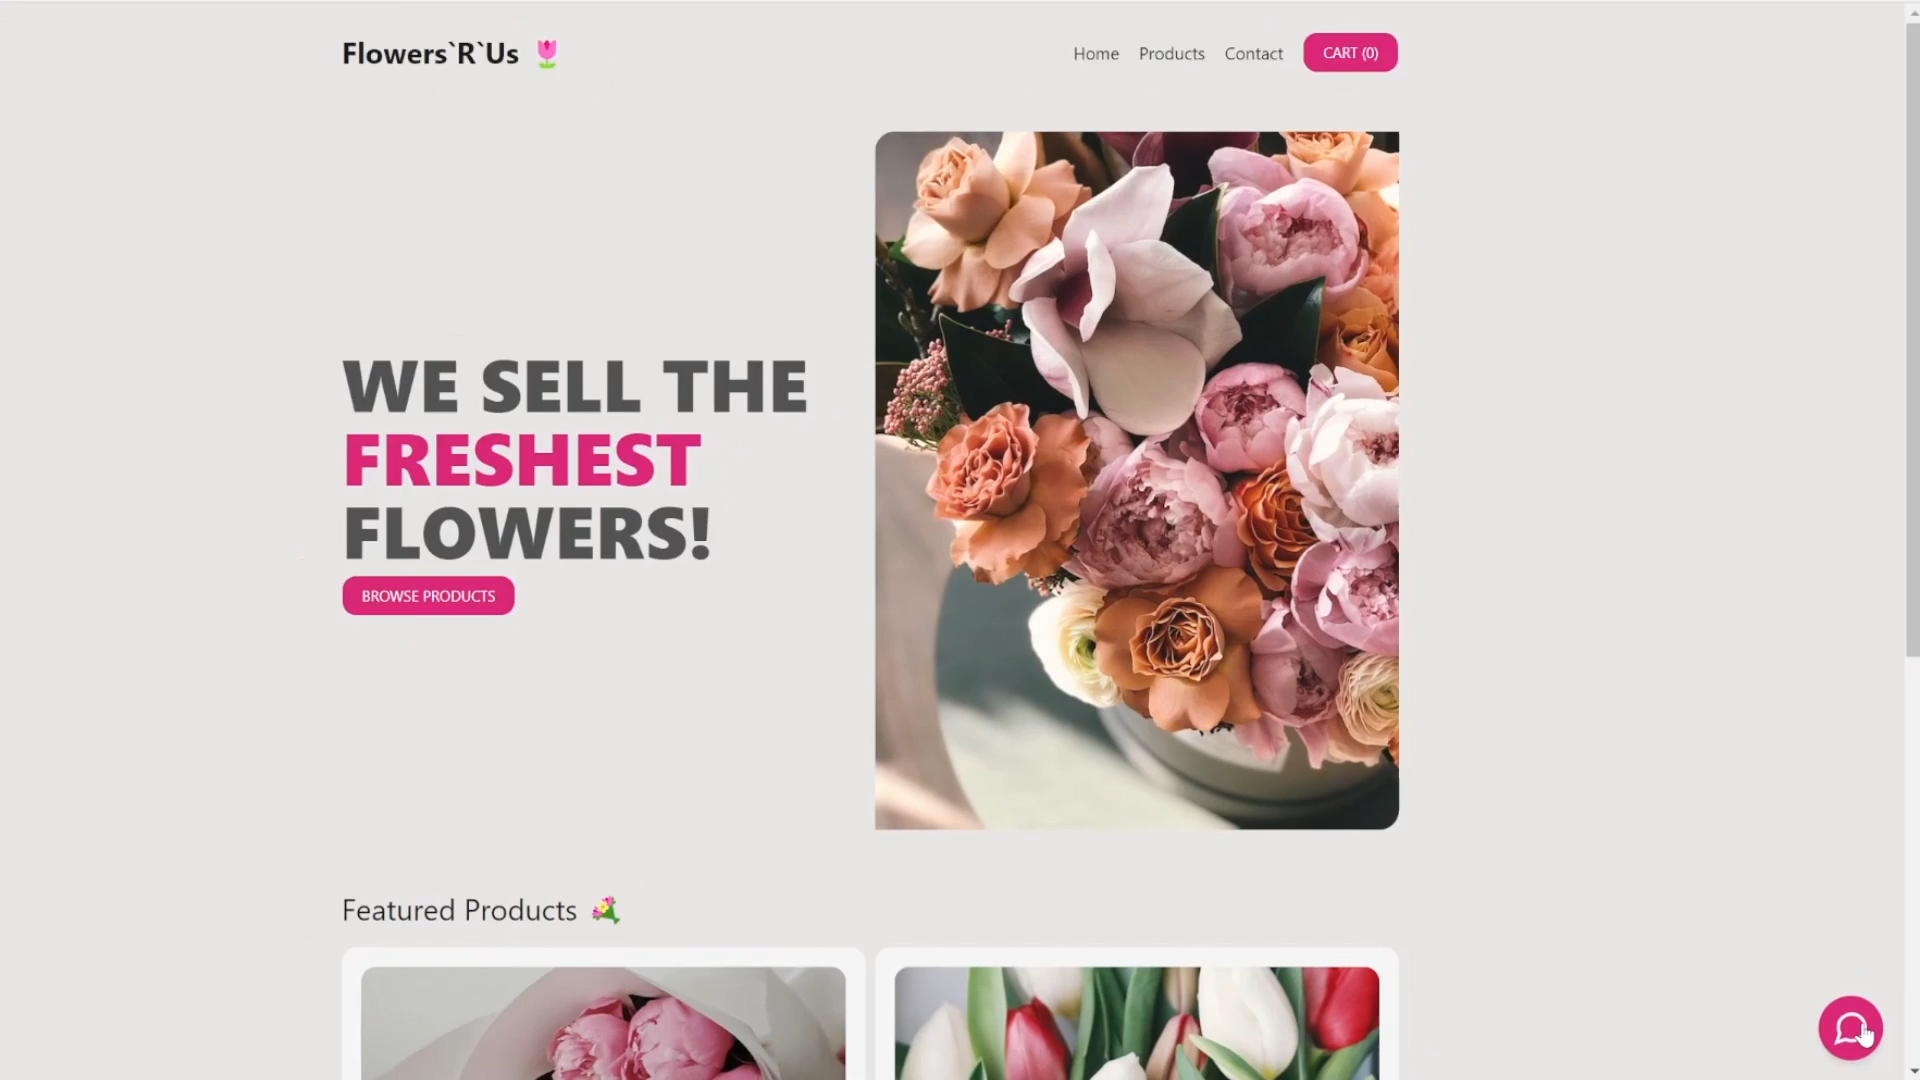 Flowers`R`Us
Home Products Contact CART (0)
WE SELL THE
FRESHEST
FLOWERS!
BROWSE PRODUCTS
Featured Products